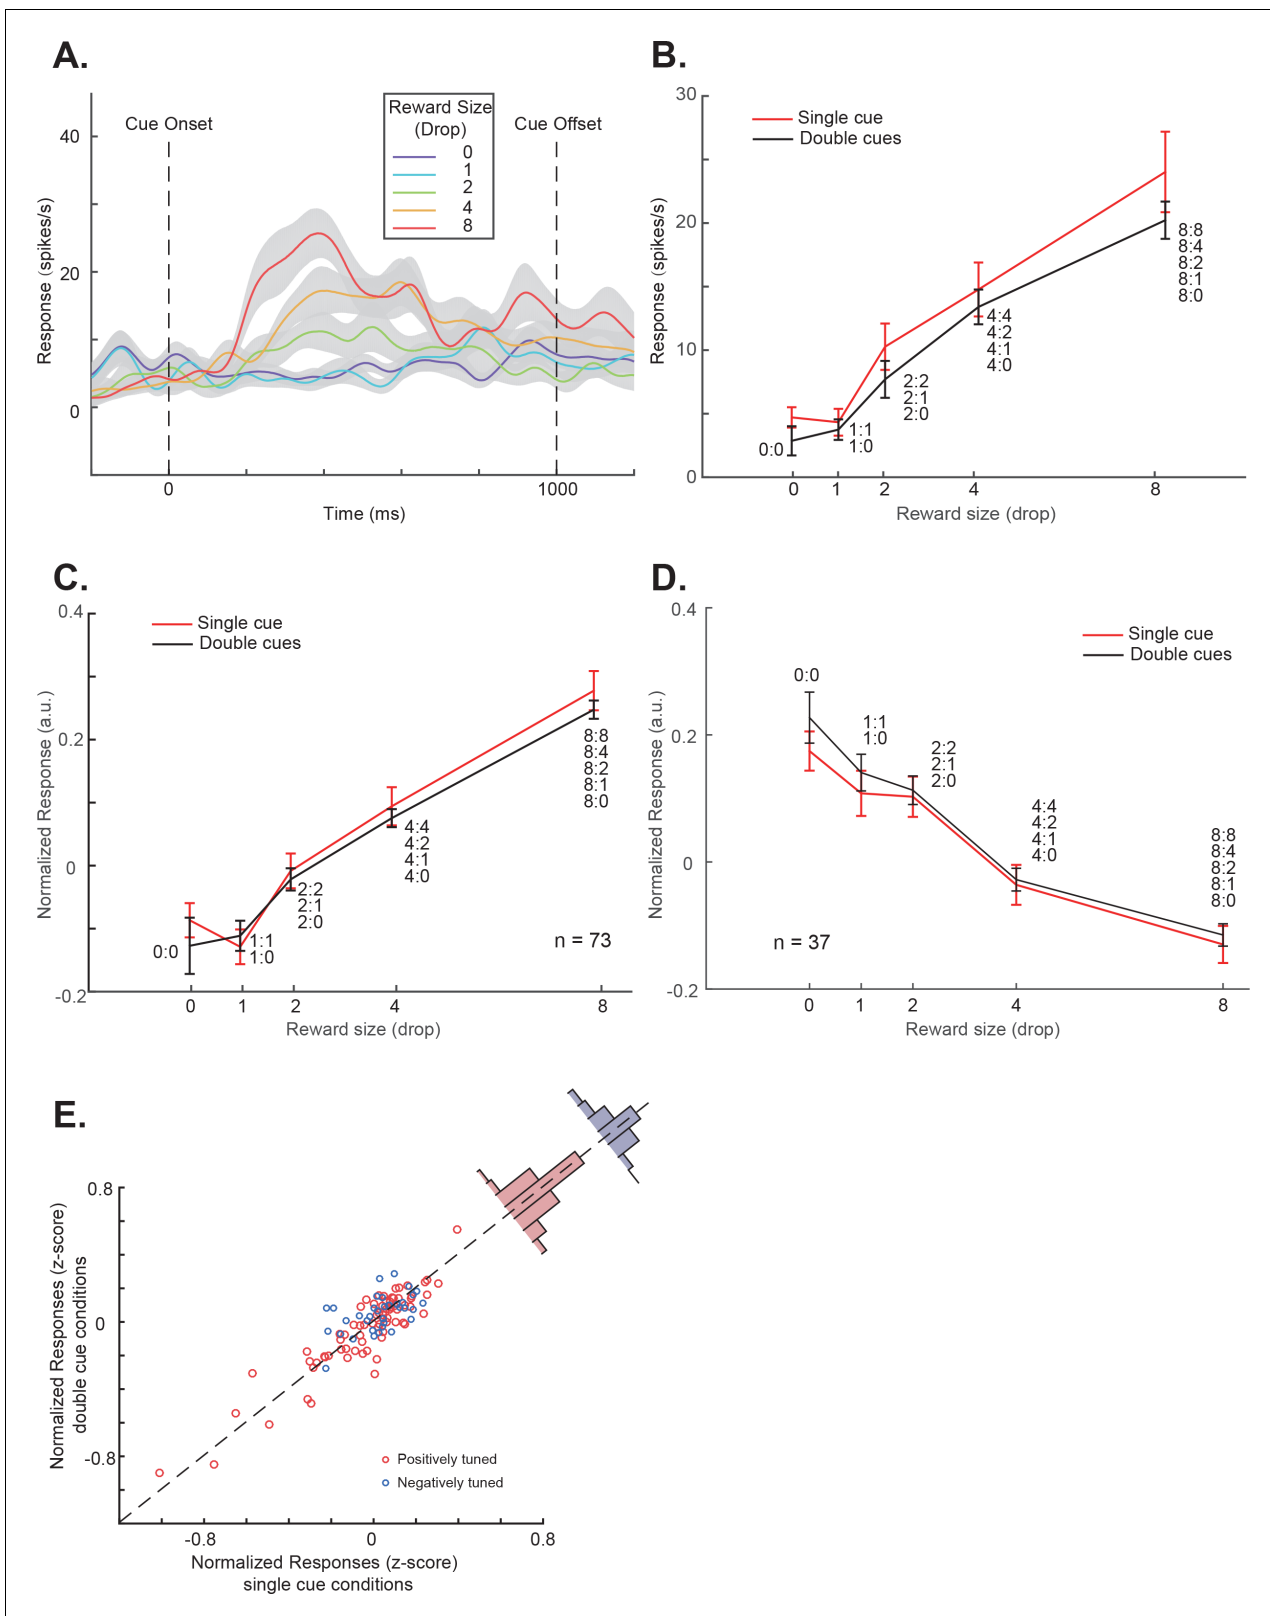 A.
Cue Onset
Reward Size
(Drop)
0
1
2
4
8
Cue Offset
40
20
0
Response (spikes/s)
0
1000
Time (ms)
B.
Single cue
Double cues
30
20
10
0
Response (spikes/s)
0:0
1:1
1:0
2:2
2:1
2:0
4:4
4:2
4:1
4:0
8:8
8:4
8:2
8:1
8:0
0 1 2 4 8
Reward size (drop)
C.
Single cue
Double cues
0.4
0.2
0
-0.2
Normalized Response (a.u.)
0:0
1:1
1:0
2:2
2:1
2:0
4:4
4:2
4:1
4:0
8:8
8:4
8:2
8:1
8:0
n = 73
0 1 2 4 8
Reward size (drop)
D.
Single cue
Double cues
0.4
0.2
0
-0.2
Normalized Response (a.u.)
0:0
1:1
1:0
2:2
2:1
2:0
4:4
4:2
4:1
4:0
8:8
8:4
8:2
8:1
8:0
n = 37
0 1 2 4 8
Reward size (drop)
E.
0.8
0
-0.8
Normalized Responses (z-score)
double cue conditions
Positively tuned
Negatively tuned
-0.8 0 0.8
Normalized Responses (z-score)
single cue conditions